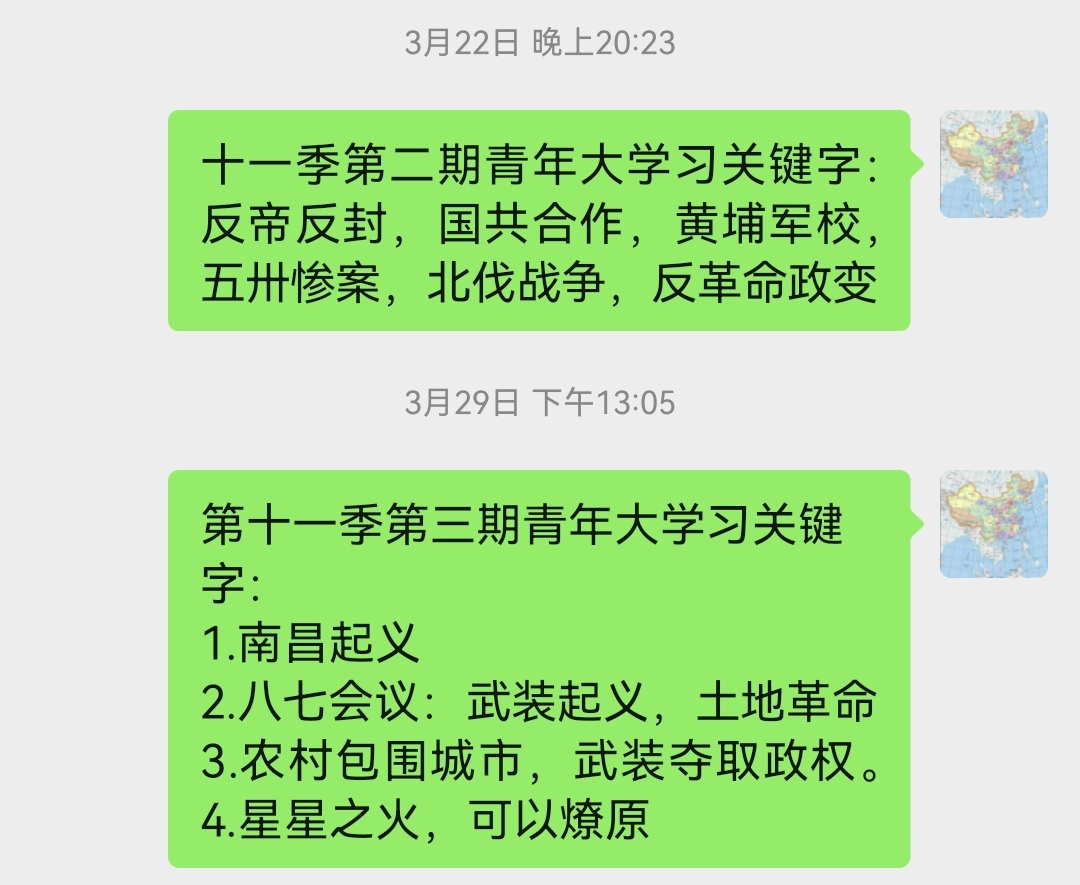 3月22日 晚上20:23
十一季第二期青年大学习关键字：
反帝反封，国共合作，黄埔军校，
五卅惨案，北伐战争，反革命政变
3月29日 下午13:05
第十一季第三期青年大学习关键
字：
1.南昌起义
2.八七会议：武装起义，土地革命
3.农村包围城市，武装夺取政权。
4.星星之火，可以燎原